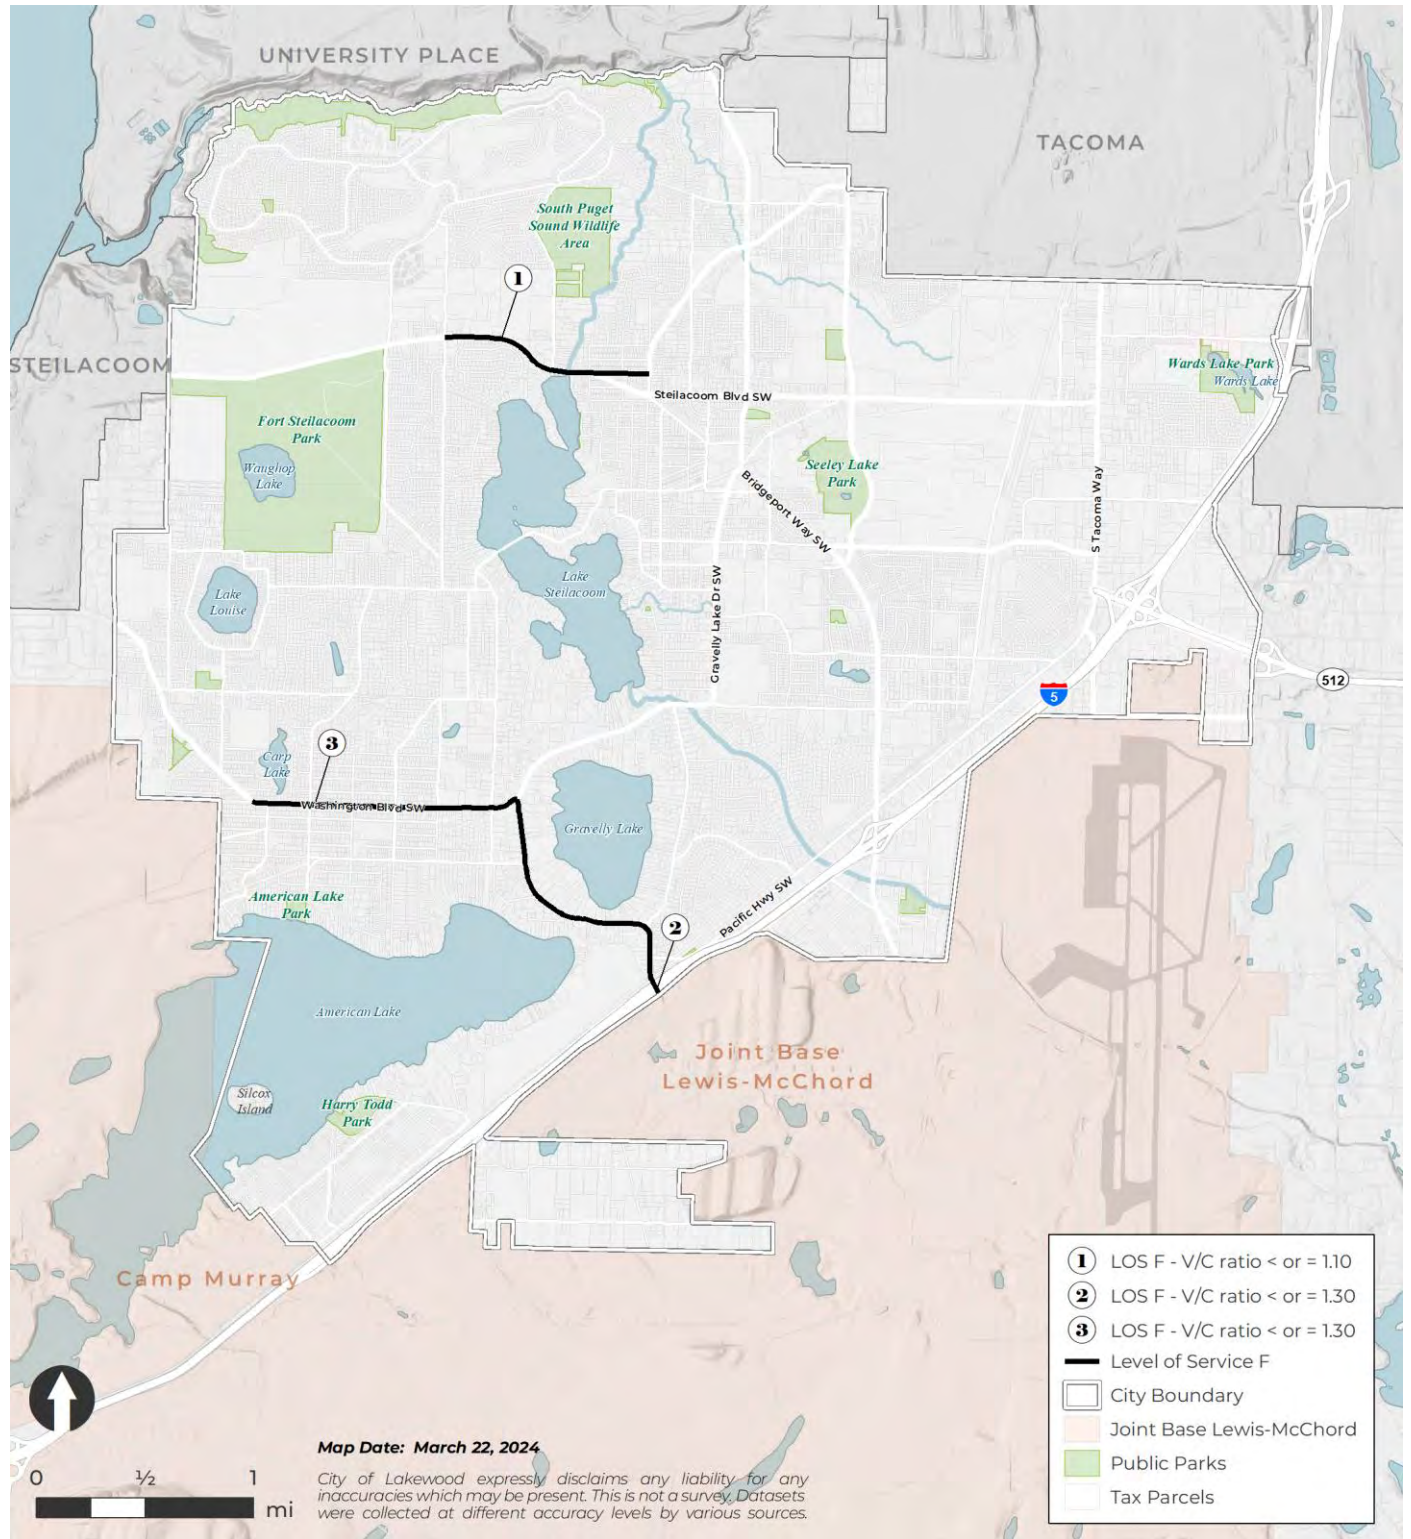 UNIVERSITY PLACE
TACOMA
South Puget
Sound Wildlife
Area
1
STEILACOOM
Wards Lake Park
Wards Lake
Steilacoom Blvd SW
Fort Steilacoom
Park
Waughop
Lake
Seeley Lake
Park
Bridgeport Way SW
S Tacoma Way
Lake
Steilacoom
Lake
Louise
Gravelly Lake Dr SW
512
5
3
Carp
Lake
Washington Blvd SW
Gravelly Lake
American Lake
Park
Pacific Hwy SW
2
American Lake
Joint Base
Lewis-McChord
Silcox
Island
Harry Todd
Park
Camp Murray
1 LOS F - V/C ratio < or = 1.10
2 LOS F - V/C ratio < or = 1.30
3 LOS F - V/C ratio < or = 1.30
Level of Service F
City Boundary
Joint Base Lewis-McChord
Public Parks
Tax Parcels
Map Date: March 22, 2024
0 ½ 1
mi
City of Lakewood expressly disclaims any liability for any
inaccuracies which may be present. This is not a survey. Datasets
were collected at different accuracy levels by various sources.